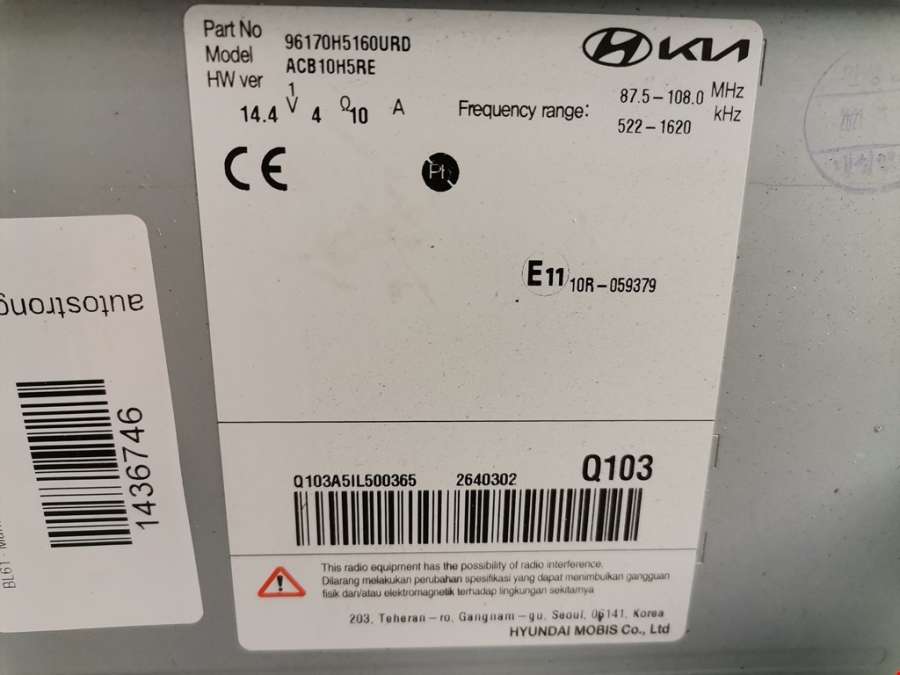 Part No 96170H5160URD
Model ACB10H5RE
HW ver 1
14.4 V 4 Ω 10 A
Frequency range: 87.5-108.0 MHz
522-1620 kHz
KIA
CE
E11 10R-059379
Q103A5IL500365 2640302 Q103
This radio equipment has the possibility of radio interference.
Dilarang melakukan perubahan spesifikasi yang dapat menimbulkan gangguan
fisik dan/atau elektromagnetik terhadap lingkungan sekitarnya
203, Teheran-ro, Gangnam-gu, Seoul, 06141, Korea
HYUNDAI MOBIS Co., Ltd
autostrong
1436746